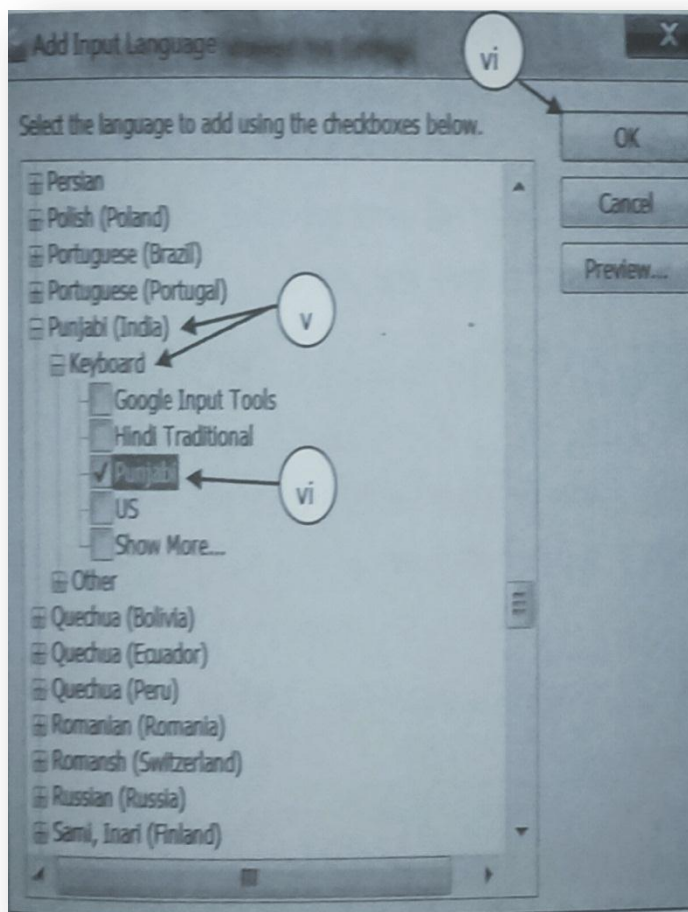 Add Input Language
vi
X
Select the language to add using the checkboxes below.
OK
Cancel
Preview...
Persian
Polish (Poland)
Portuguese (Brazil)
Portuguese (Portugal)
Punjabi (India)
v
Keyboard
Google Input Tools
Hindi Traditional
Punjabi
vi
US
Show More...
Other
Quechua (Bolivia)
Quechua (Ecuador)
Quechua (Peru)
Romanian (Romania)
Romansh (Switzerland)
Russian (Russia)
Sami, Inari (Finland)